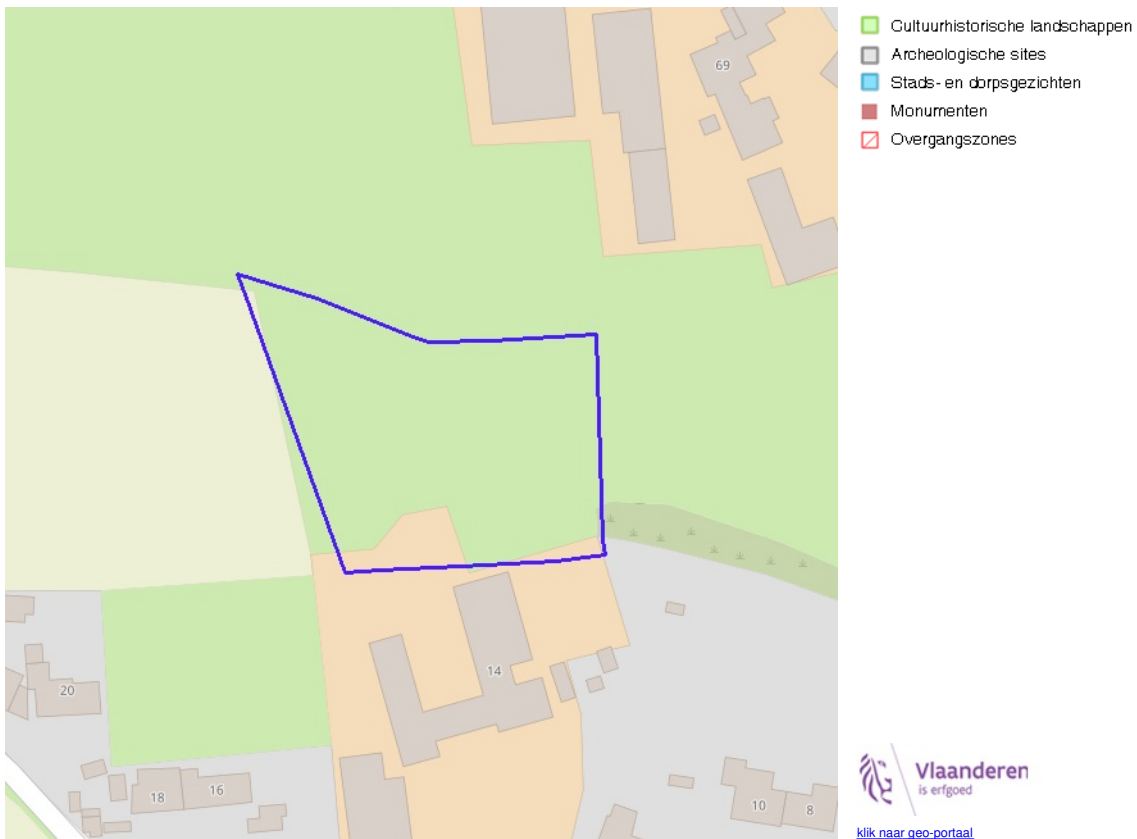 Cultuurhistorische landschappen
Archeologische sites
Stads- en dorpsgezichten
Monumenten
Overgangszones
69
14
20
18
16
10
8
Vlaanderen
is erfgoed
klik naar geo-portaal